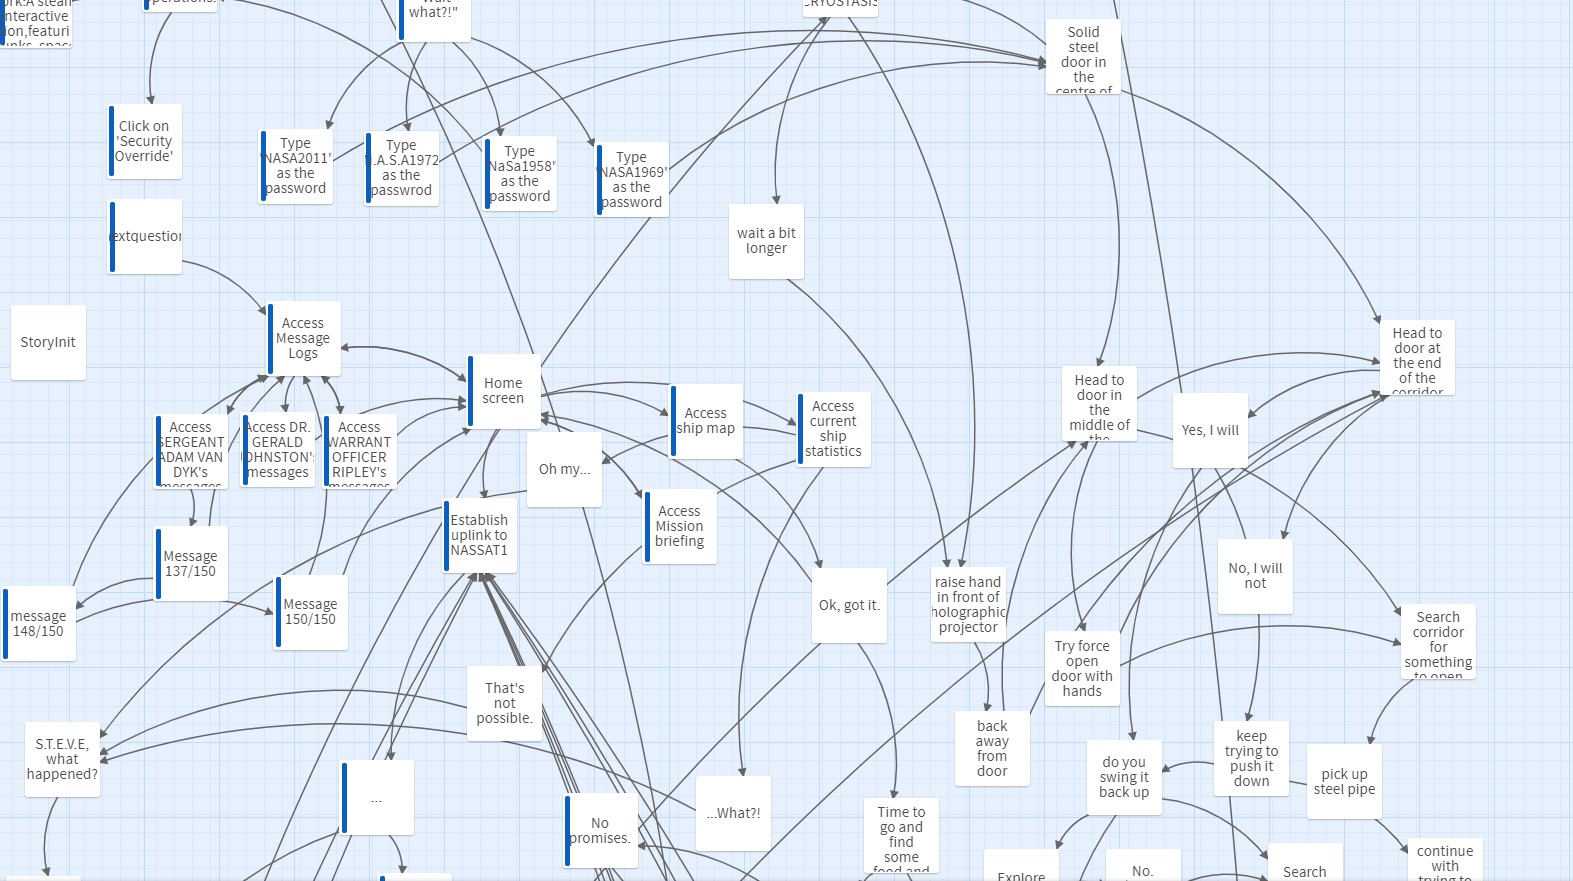 nteractive
ion,featuri
perations.
what?!"
CRYOSTASIS
Solid
steel
door in
the
centre of
Click on
'Security
Override'
Type
'NASA2011'
as the
password
Type
'N.A.S.A1972
as the
passwrod
Type
"NaSa1958"
as the
password
Type
"NASA1969"
as the
password
wait a bit
longer
extquestion
StoryInit
Access
Message
Logs
Home
screen
Access
ship map
Access
current
ship
statistics
Head to
door in
the
middle of
the
Yes, I will
Head to
door at
the end
of the
corridor
Access
SERGEANT
ADAM VAN
DYK's
messages
Access DR.
GERALD
JOHNSTON's
messages
Access
WARRANT
OFFICER
RIPLEY's
messages
Oh my...
Establish
uplink to
NASSAT1
Access
Mission
briefing
Message
137/150
message
148/150
Message
150/150
Ok, got it.
raise hand
in front of
holographic
projector
No, I will
not
Try force
open
door with
hands
Search
corridor
for
something
to open
That's
not
possible.
S.T.E.V.E,
what
happened?
back
away
from
door
do you
swing it
back up
keep
trying to
push it
down
pick up
steel pipe
...
No
promises.
...What?!
Time to
go and
find
some
food and
Explore
No.
Search
continue
with
trying to